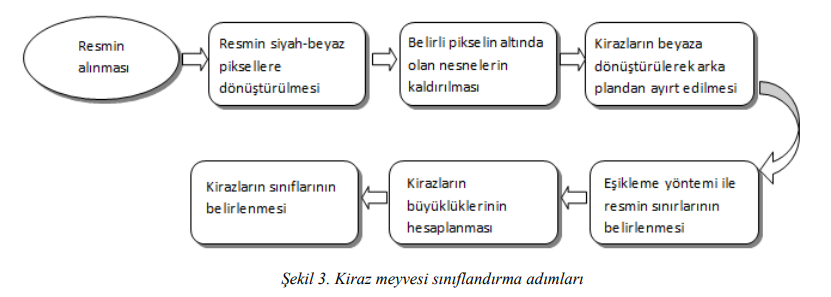 Resmin
alınması
Resmin siyah-beyaz
piksellere
dönüştürülmesi
Belirli pikselin altında
olan nesnelerin
kaldırılması
Kirazların beyaza
dönüştürülerek arka
plandan ayırt edilmesi
Eşikleme yöntemi ile
resmin sınırlarının
belirlenmesi
Kirazların
büyüklüklerinin
hesaplanması
Kirazların sınıflarının
belirlenmesi
Şekil 3. Kiraz meyvesi sınıflandırma adımları